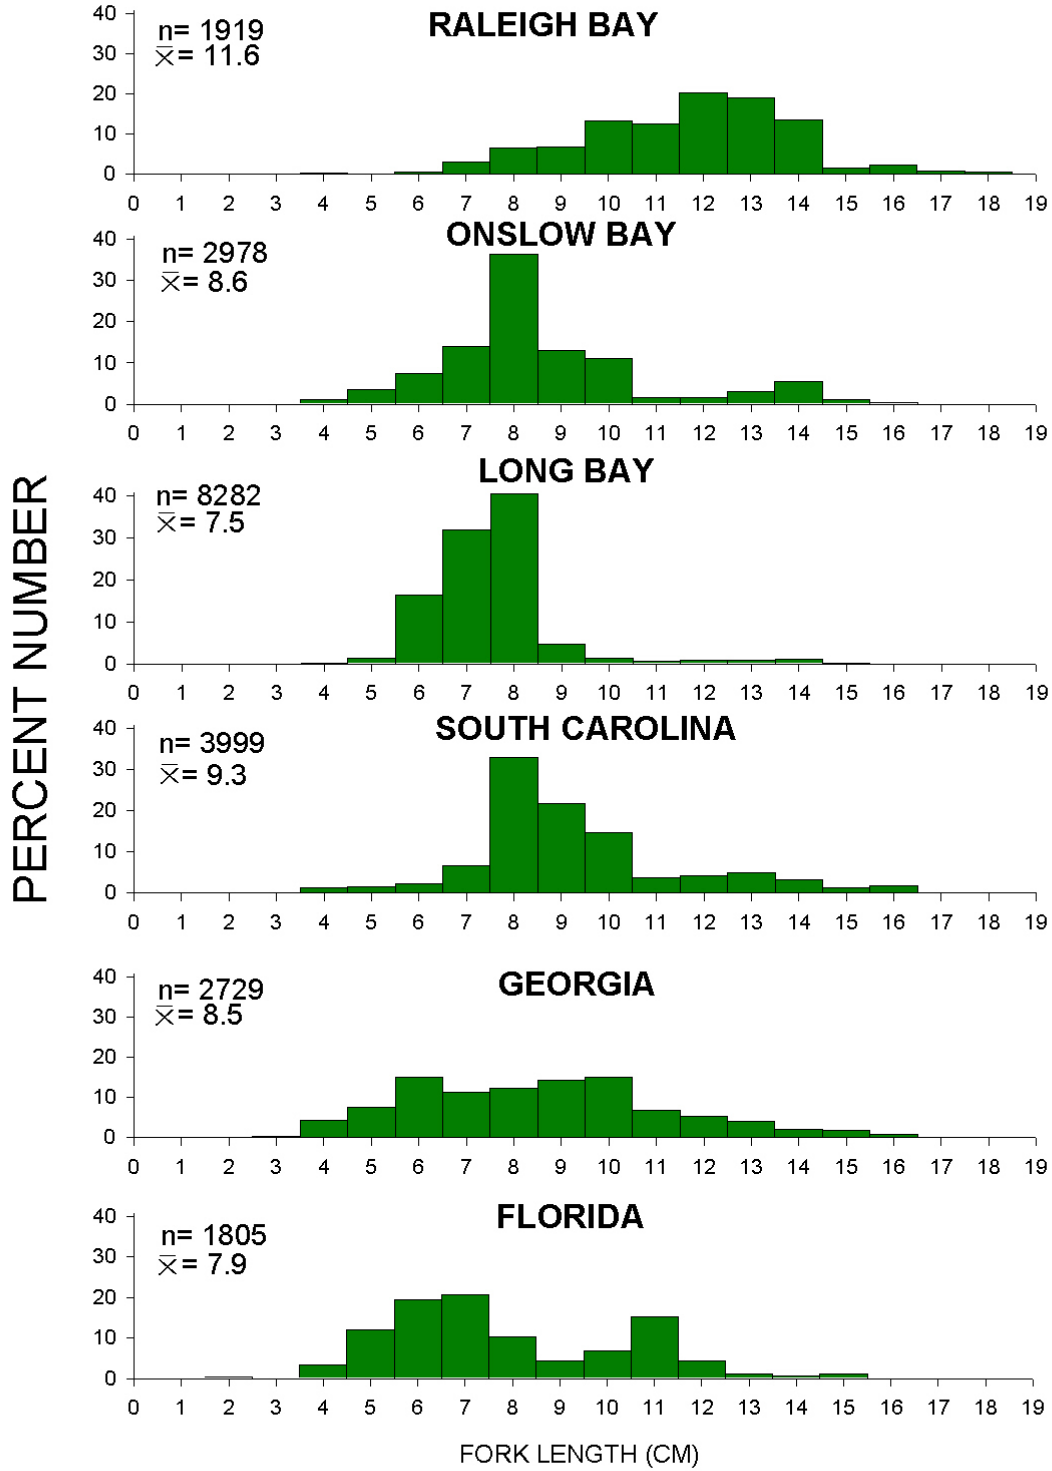 RALEIGH BAY
n= 1919
x̄= 11.6
40
30
20
10
0
0 1 2 3 4 5 6 7 8 9 10 11 12 13 14 15 16 17 18 19
ONSLOW BAY
n= 2978
x̄= 8.6
40
30
20
10
0
0 1 2 3 4 5 6 7 8 9 10 11 12 13 14 15 16 17 18 19
LONG BAY
n= 8282
x̄= 7.5
40
30
20
10
0
0 1 2 3 4 5 6 7 8 9 10 11 12 13 14 15 16 17 18 19
PERCENT NUMBER
SOUTH CAROLINA
n= 3999
x̄= 9.3
40
30
20
10
0
0 1 2 3 4 5 6 7 8 9 10 11 12 13 14 15 16 17 18 19
GEORGIA
n= 2729
x̄= 8.5
40
30
20
10
0
0 1 2 3 4 5 6 7 8 9 10 11 12 13 14 15 16 17 18 19
FLORIDA
n= 1805
x̄= 7.9
40
30
20
10
0
0 1 2 3 4 5 6 7 8 9 10 11 12 13 14 15 16 17 18 19
FORK LENGTH (CM)